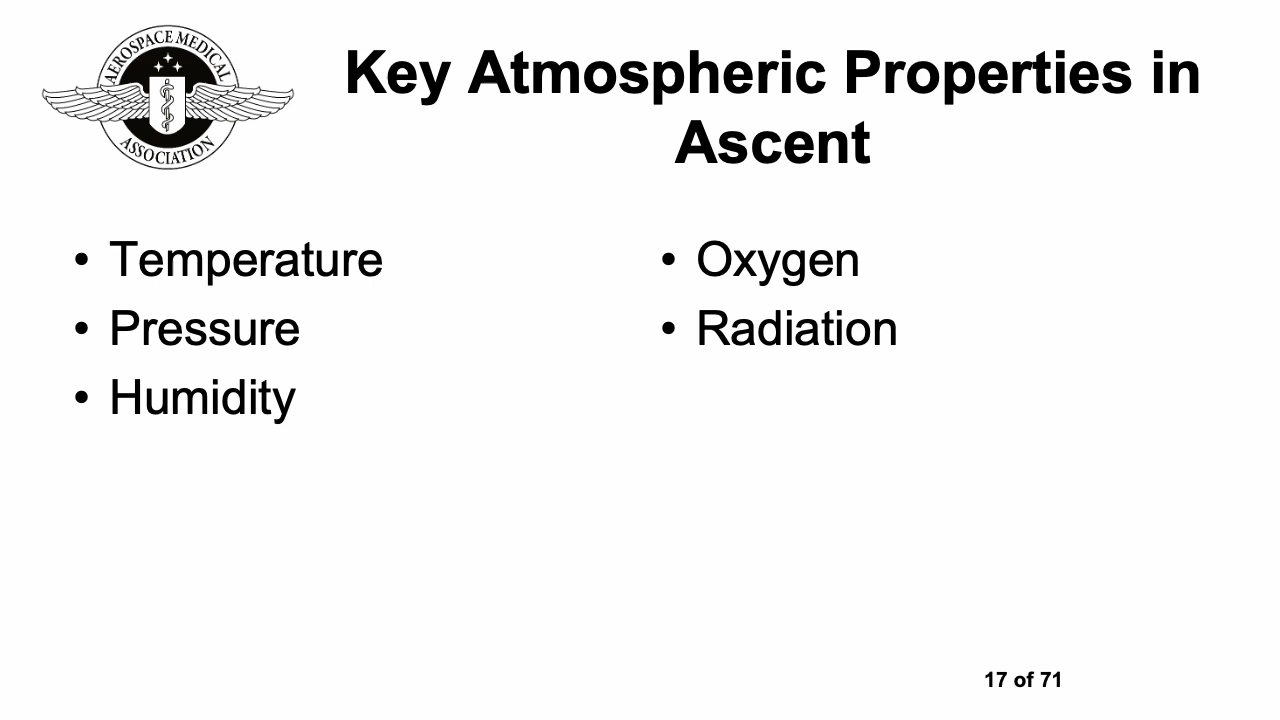 AEROSPACE MEDICAL
ASSOCIATION
Key Atmospheric Properties in
Ascent
• Temperature
• Pressure
• Humidity
• Oxygen
• Radiation
17 of 71